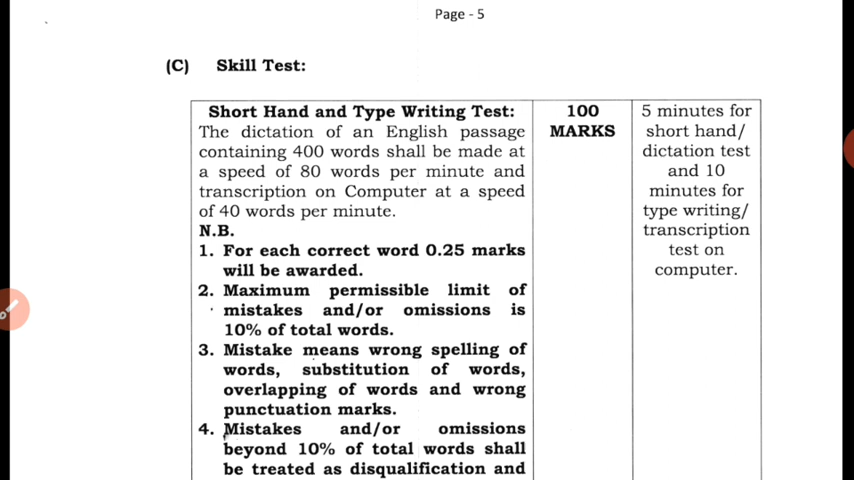 Page - 5
(C) Skill Test:
Short Hand and Type Writing Test:
The dictation of an English passage
containing 400 words shall be made at
a speed of 80 words per minute and
transcription on Computer at a speed
of 40 words per minute.
N.B.
1. For each correct word 0.25 marks
will be awarded.
2. Maximum permissible limit of
mistakes and/or omissions is
10% of total words.
3. Mistake means wrong spelling of
words, substitution of words,
overlapping of words and wrong
punctuation marks.
4. Mistakes and/or omissions
beyond 10% of total words shall
be treated as disqualification and
100
MARKS
5 minutes for
short hand/
dictation test
and 10
minutes for
type writing/
transcription
test on
computer.